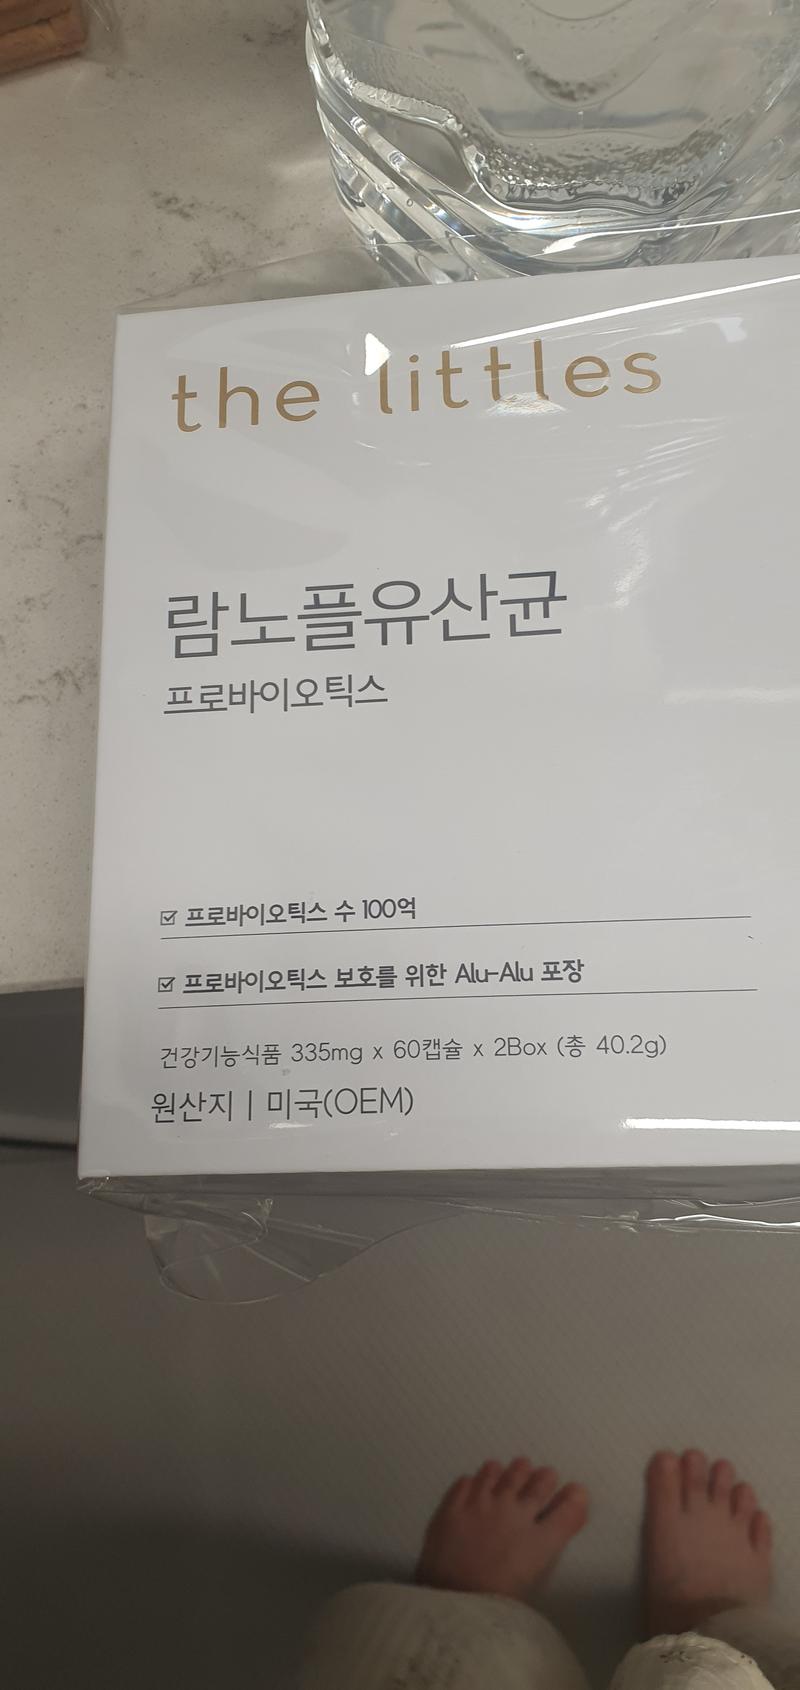 the littles
람노플유산균
프로바이오틱스
☑ 프로바이오틱스 수 100억
☑ 프로바이오틱스 보호를 위한 Alu-Alu 포장
건강기능식품 335mg x 60캡슐 x 2Box (총 40.2g)
원산지 | 미국(OEM)